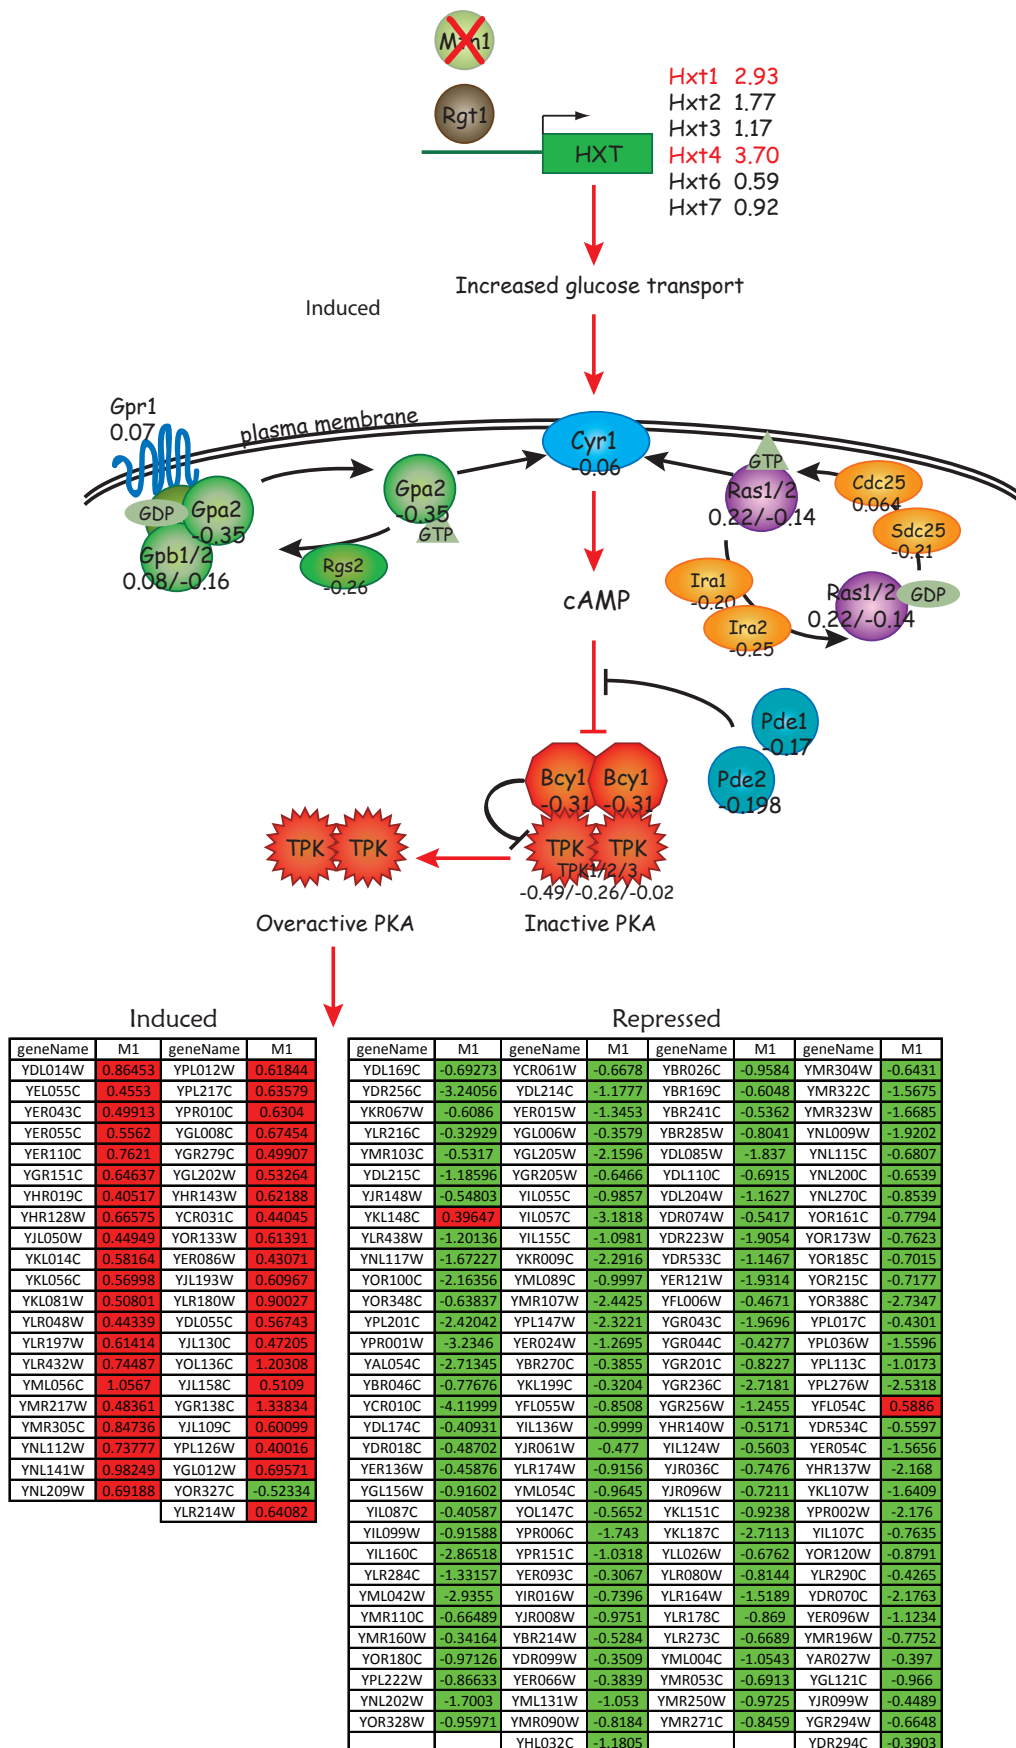 Mth1
Rgt1
HXT
Hxt1 2.93
Hxt2 1.77
Hxt3 1.17
Hxt4 3.70
Hxt6 0.59
Hxt7 0.92
Increased glucose transport
Induced
Gpr1
0.07
plasma membrane
Cyr1
-0.06
GDP
Gpa2
-0.35
Gpb1/2
0.08/-0.16
Gpa2
-0.35
GTP
Rgs2
-0.26
GTP
Ras1/2
0.22/-0.14
Cdc25
0.064
Sdc25
-0.21
Ira1
-0.20
Ira2
-0.25
Ras1/2
GDP
0.22/-0.14
cAMP
Pde1
-0.17
Pde2
-0.198
Bcy1 Bcy1
-0.31 -0.31
TPK TPK
TPK TPK
TPK1/2/3
-0.49/-0.26/-0.02
Overactive PKA
Inactive PKA
Induced
geneName M1 geneName M1
YDL014W 0.86453 YPL012W 0.61844
YEL055C 0.4553 YPL217C 0.63579
YER043C 0.49913 YPR010C 0.6304
YER055C 0.5562 YGL008C 0.67454
YER110C 0.7621 YGR279C 0.49907
YGR151C 0.64637 YGL202W 0.53264
YHR019C 0.40517 YHR143W 0.62188
YHR128W 0.66575 YCR031C 0.44045
YJL050W 0.44949 YOR133W 0.61391
YKL014C 0.58164 YER086W 0.43071
YKL056C 0.56998 YJL193W 0.60967
YKL081W 0.50801 YLR180W 0.90027
YLR048W 0.44339 YDL055C 0.56743
YLR197W 0.61414 YJL130C 0.47205
YLR432W 0.74487 YOL136C 1.20308
YML056C 1.0567 YJL158C 0.5109
YMR217W 0.48361 YGR138C 1.33834
YMR305C 0.84736 YJL109C 0.60099
YNL112W 0.73777 YPL126W 0.40016
YNL141W 0.98249 YGL012W 0.69571
YNL209W 0.69188 YOR327C -0.52334
YLR214W 0.64082
Repressed
geneName M1 geneName M1 geneName M1 geneName M1
YDL169C -0.69273 YCR061W -0.6678 YBR026C -0.9584 YMR304W -0.6431
YDR256C -3.24056 YDL214C -1.1777 YBR169C -0.6048 YMR322C -1.5675
YKR067W -0.6086 YER015W -1.3453 YBR241C -0.5362 YMR323W -1.6685
YLR216C -0.32929 YGL006W -0.3579 YBR285W -0.8041 YNL009W -1.9202
YMR103C -0.5317 YGL205W -2.1596 YDL085W -1.837 YNL115C -0.6807
YDL215C -1.18596 YGR205W -0.6466 YDL110C -0.6915 YNL200C -0.6539
YJR148W -0.54803 YIL055C -0.9857 YDL204W -1.1627 YNL270C -0.8539
YKL148C 0.39647 YIL057C -3.1818 YDR074W -0.5417 YOR161C -0.7794
YLR438W -1.20136 YIL155C -1.0981 YDR223W -1.9054 YOR173W -0.7623
YNL117W -1.67227 YKR009C -2.2916 YDR533C -1.1467 YOR185C -0.7015
YOR100C -2.16356 YML089C -0.9997 YER121W -1.9314 YOR215C -0.7177
YOR348C -0.63837 YMR107W -2.4425 YFL006W -0.4671 YOR388C -2.7347
YPL201C -2.42042 YPL147W -2.3221 YGR043C -1.9696 YPL017C -0.4301
YPR001W -3.2346 YER024W -1.2695 YGR044C -0.4277 YPL036W -1.5596
YAL054C -2.71345 YBR270C -0.3855 YGR201C -0.8227 YPL113C -1.0173
YBR046C -0.77676 YKL199C -0.3204 YGR236C -2.7181 YPL276W -2.5318
YCR010C -4.11999 YFL055W -0.8508 YGR256W -1.2455 YFL054C 0.5886
YDL174C -0.40931 YIL136W -0.9999 YHR140W -0.5171 YDR534C -0.5597
YDR018C -0.48702 YJR061W -0.477 YIL124W -0.5603 YER054C -1.5656
YER136W -0.45876 YLR174W -0.9156 YJR036C -0.7476 YHR137W -2.168
YGL156W -0.91602 YML054C -0.9645 YJR096W -0.7211 YKL107W -1.6409
YIL087C -0.40587 YOL147C -0.5652 YKL151C -0.9238 YPR002W -2.176
YIL099W -0.91588 YPR006C -1.743 YKL187C -2.7113 YIL107C -0.7635
YIL160C -2.86518 YPR151C -1.0318 YLL026W -0.6762 YOR120W -0.8791
YLR284C -1.33157 YER093C -0.3067 YLR080W -0.8144 YLR290C -0.4265
YML042W -2.9355 YIR016W -0.7396 YLR164W -1.5189 YDR070C -2.1763
YMR110C -0.66489 YJR008W -0.9751 YLR178C -0.869 YER096W -1.1234
YMR160W -0.34164 YBR214W -0.5284 YLR273C -0.6689 YMR196W -0.7752
YOR180C -0.97126 YDR099W -0.3509 YML004C -1.0543 YAR027W -0.397
YPL222W -0.86633 YER066W -0.3839 YMR053C -0.6913 YGL121C -0.966
YNL202W -1.7003 YML131W -1.053 YMR250W -0.9725 YJR099W -0.4489
YOR328W -0.95971 YMR090W -0.8184 YMR271C -0.8459 YGR294W -0.6648
YHL032C -1.1805 YDR294C -0.3903